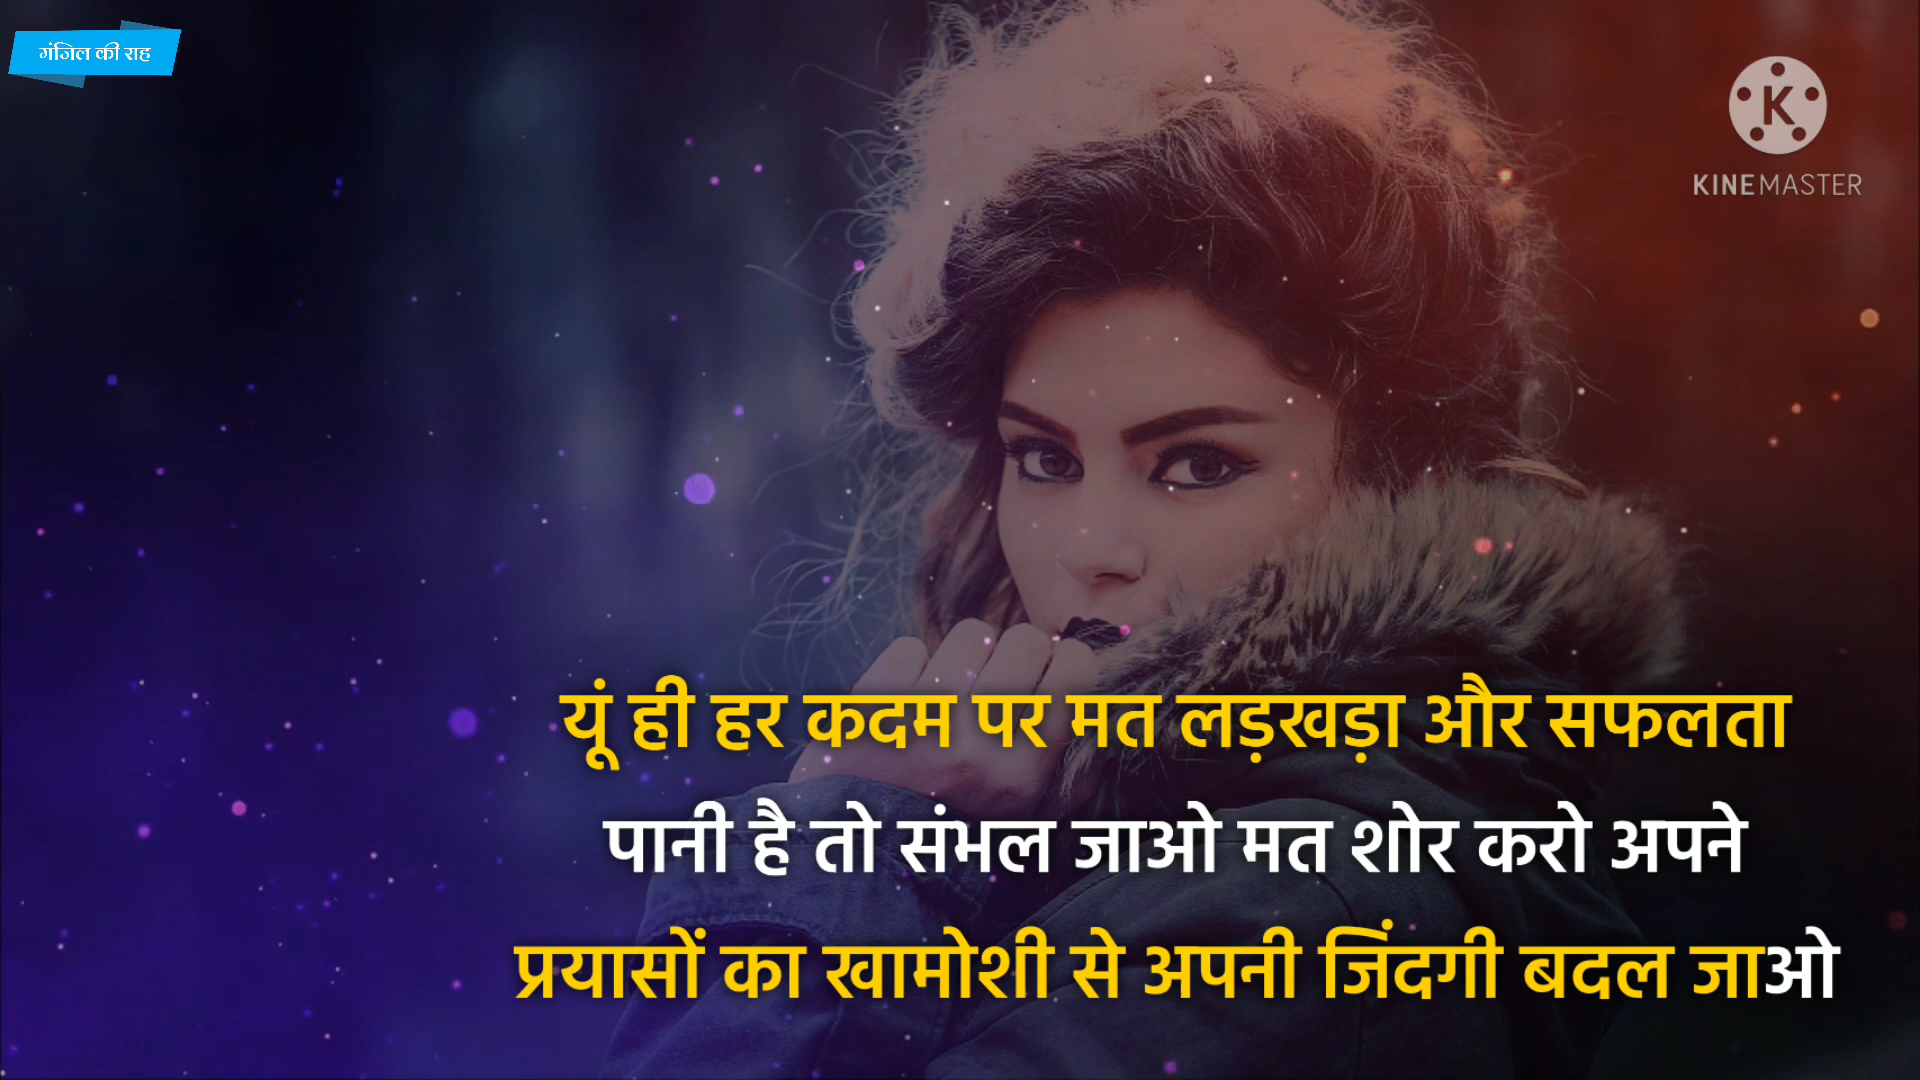 गंजिल की राह
KINEMASTER
यूं ही हर कदम पर मत लड़खड़ा और सफलता
पानी है तो संभल जाओ मत शोर करो अपने
प्रयासों का खामोशी से अपनी जिंदगी बदल जाओ